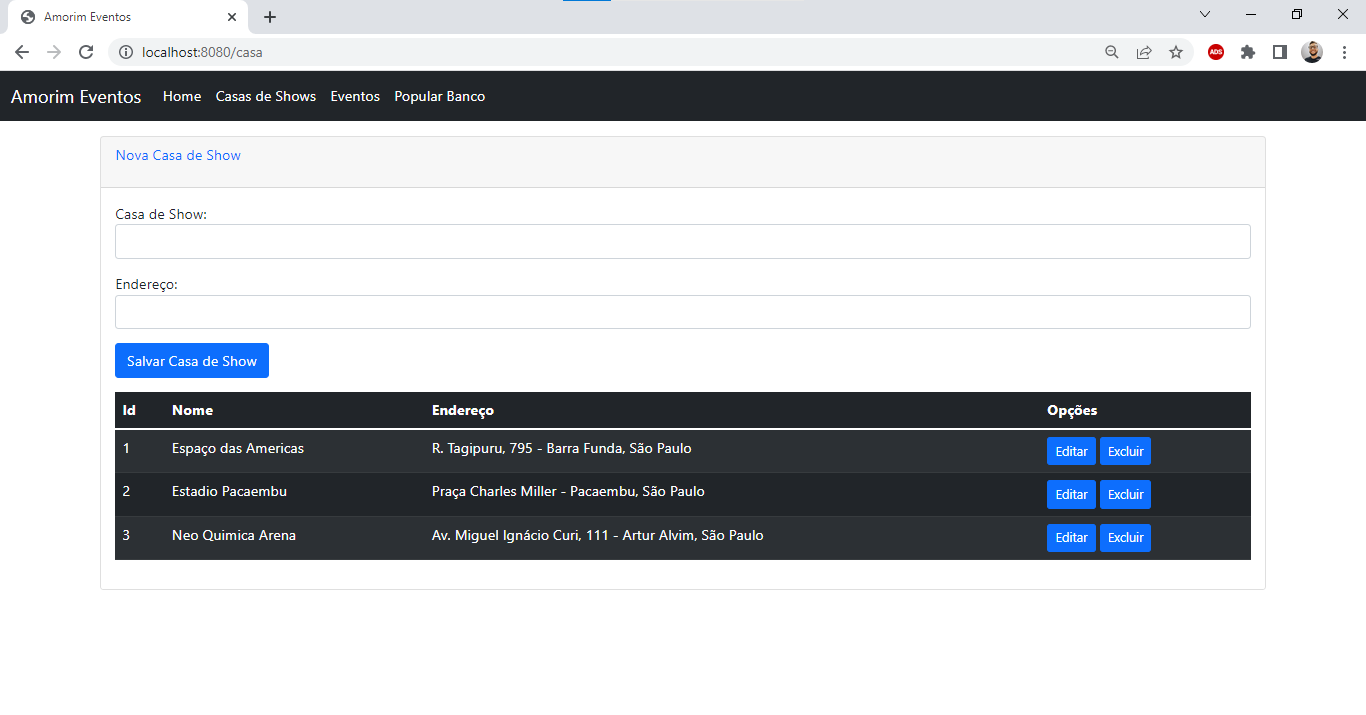 Amorim Eventos
localhost:8080/casa
ADS
Amorim Eventos Home Casas de Shows Eventos Popular Banco
Nova Casa de Show
Casa de Show:
Endereço:
Salvar Casa de Show
Id Nome Endereço Opções
1 Espaço das Americas R. Tagipuru, 795 - Barra Funda, São Paulo Editar Excluir
2 Estadio Pacaembu Praça Charles Miller - Pacaembu, São Paulo Editar Excluir
3 Neo Quimica Arena Av. Miguel Ignácio Curi, 111 - Artur Alvim, São Paulo Editar Excluir